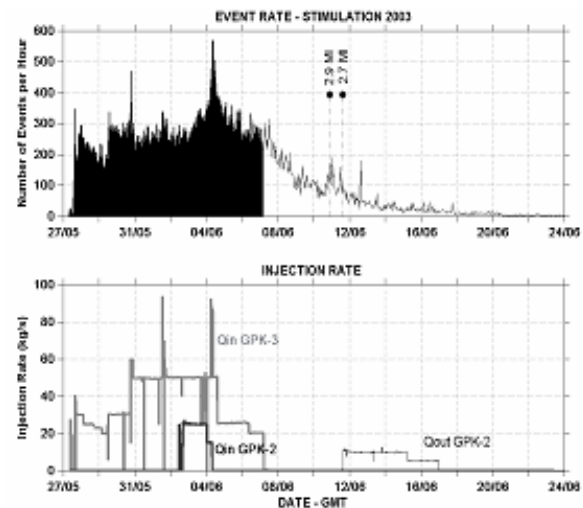 EVENT RATE - STIMULATION 2003
Number of Events per Hour
600
500
400
300
200
100
0
2.9 Ml
2.7 Ml
27/05 31/05 04/06 08/06 12/06 16/06 20/06 24/06
INJECTION RATE
Injection Rate (kg/s)
100
80
60
40
20
0
Qin GPK-3
Qin GPK-2
Qout GPK-2
27/05 31/05 04/06 08/06 12/06 16/06 20/06 24/06
DATE - GMT